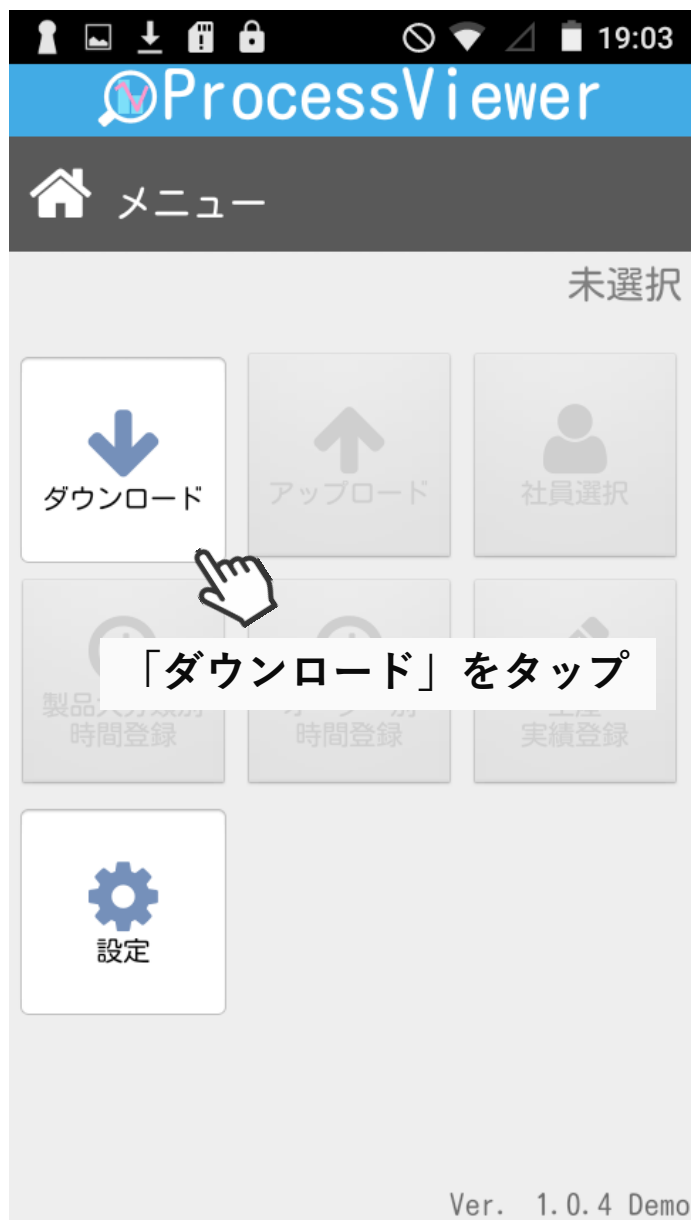 19:03
ProcessViewer
メニュー
未選択
ダウンロード
アップロード
社員選択
「ダウンロード」をタップ
時間登録
時間登録
実績登録
設定
Ver. 1.0.4 Demo